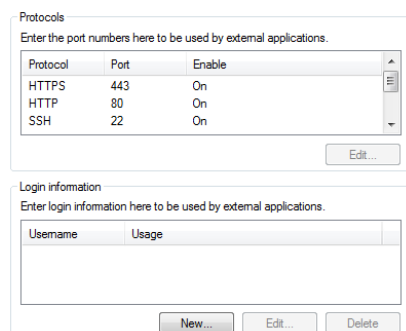 Protocols
Enter the port numbers here to be used by external applications.
Protocol Port Enable
HTTPS 443 On
HTTP 80 On
SSH 22 On
Edit...
Login information
Enter login information here to be used by external applications.
Username Usage
New... Edit... Delete